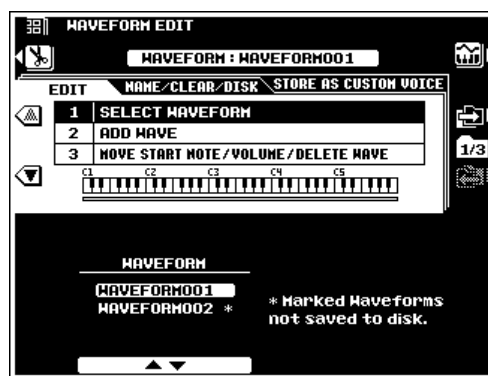 WAVEFORM EDIT
WAVEFORM : WAVEFORM001
EDIT NAME/CLEAR/DISK STORE AS CUSTOM VOICE
1 SELECT WAVEFORM
2 ADD WAVE
3 MOVE START NOTE/VOLUME/DELETE WAVE
1/3
C1 C2 C3 C4 C5
WAVEFORM
WAVEFORM001
WAVEFORM002 *
* Marked Waveforms
not saved to disk.